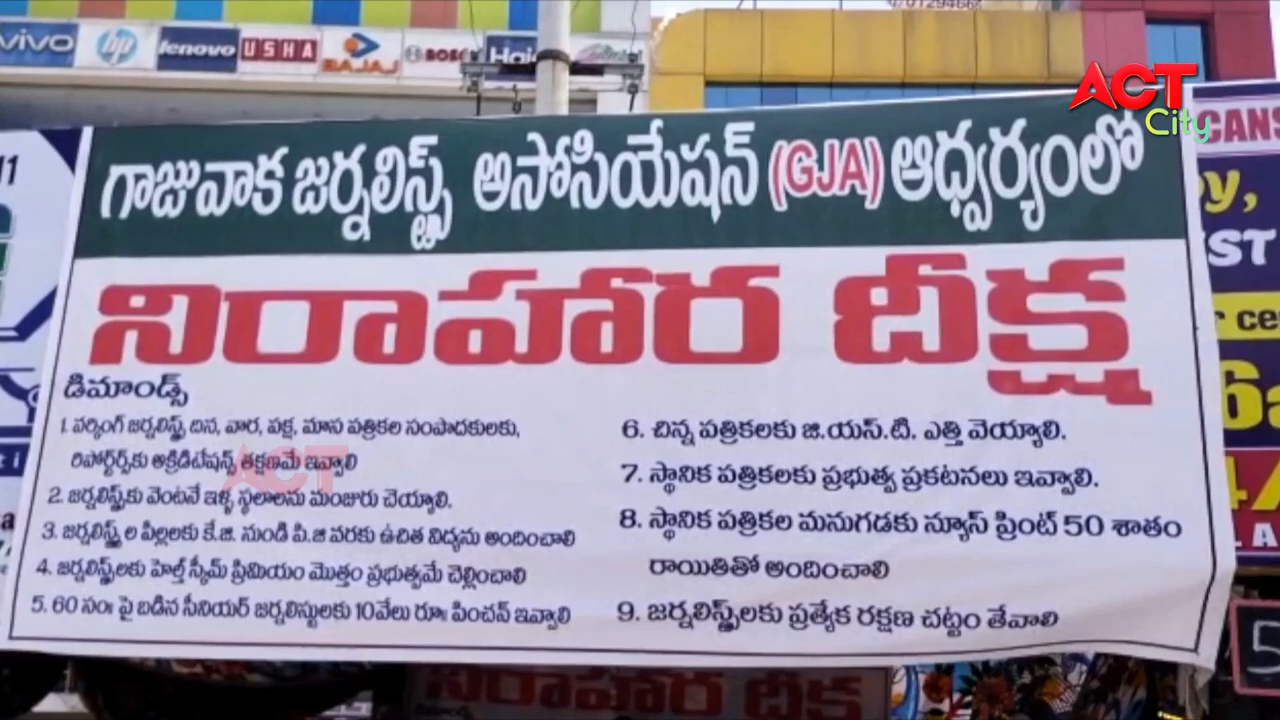 vivo hp lenovo USHA BAJAJ BOSCH
ACT
City
గాజువాక జర్నలిస్ట్స్ అసోసియేషన్ (GJA) ఆధ్వర్యంలో
నిరాహార దీక్ష
డిమాండ్స్
1. వర్కింగ్ జర్నలిస్ట్స్ దిన, వార, పక్ష, మాస పత్రికల సంపాదకులకు,
రిపోర్టర్స్‌కు అక్రిడిటేషన్స్ తక్షణమే ఇవ్వాలి
2. జర్నలిస్ట్‌కు వెంటనే ఇళ్ళ స్థలాలను మంజూరు చెయ్యాలి.
3. జర్నలిస్ట్స్ ల పిల్లలకు కే.జి. నుండి పి.జి వరకు ఉచిత విద్యను అందించాలి
4. జర్నలిస్ట్‌లకు హెల్త్ స్కీమ్ ప్రిమియం మొత్తం ప్రభుత్వమే చెల్లించాలి
5. 60 సం॥ పై బడిన సీనియర్ జర్నలిస్టులకు 10వేలు రూ॥ పించన్ ఇవ్వాలి
6. చిన్న పత్రికలకు జి.యస్.టి. ఎత్తి వెయ్యాలి.
7. స్థానిక పత్రికలకు ప్రభుత్వ ప్రకటనలు ఇవ్వాలి.
8. స్థానిక పత్రికల మనుగడకు న్యూస్ ప్రింట్ 50 శాతం
రాయితితో అందించాలి
9. జర్నలిస్ట్స్‌లకు ప్రత్యేక రక్షణ చట్టం తేవాలి
ACT
నిరాహార దీక్ష